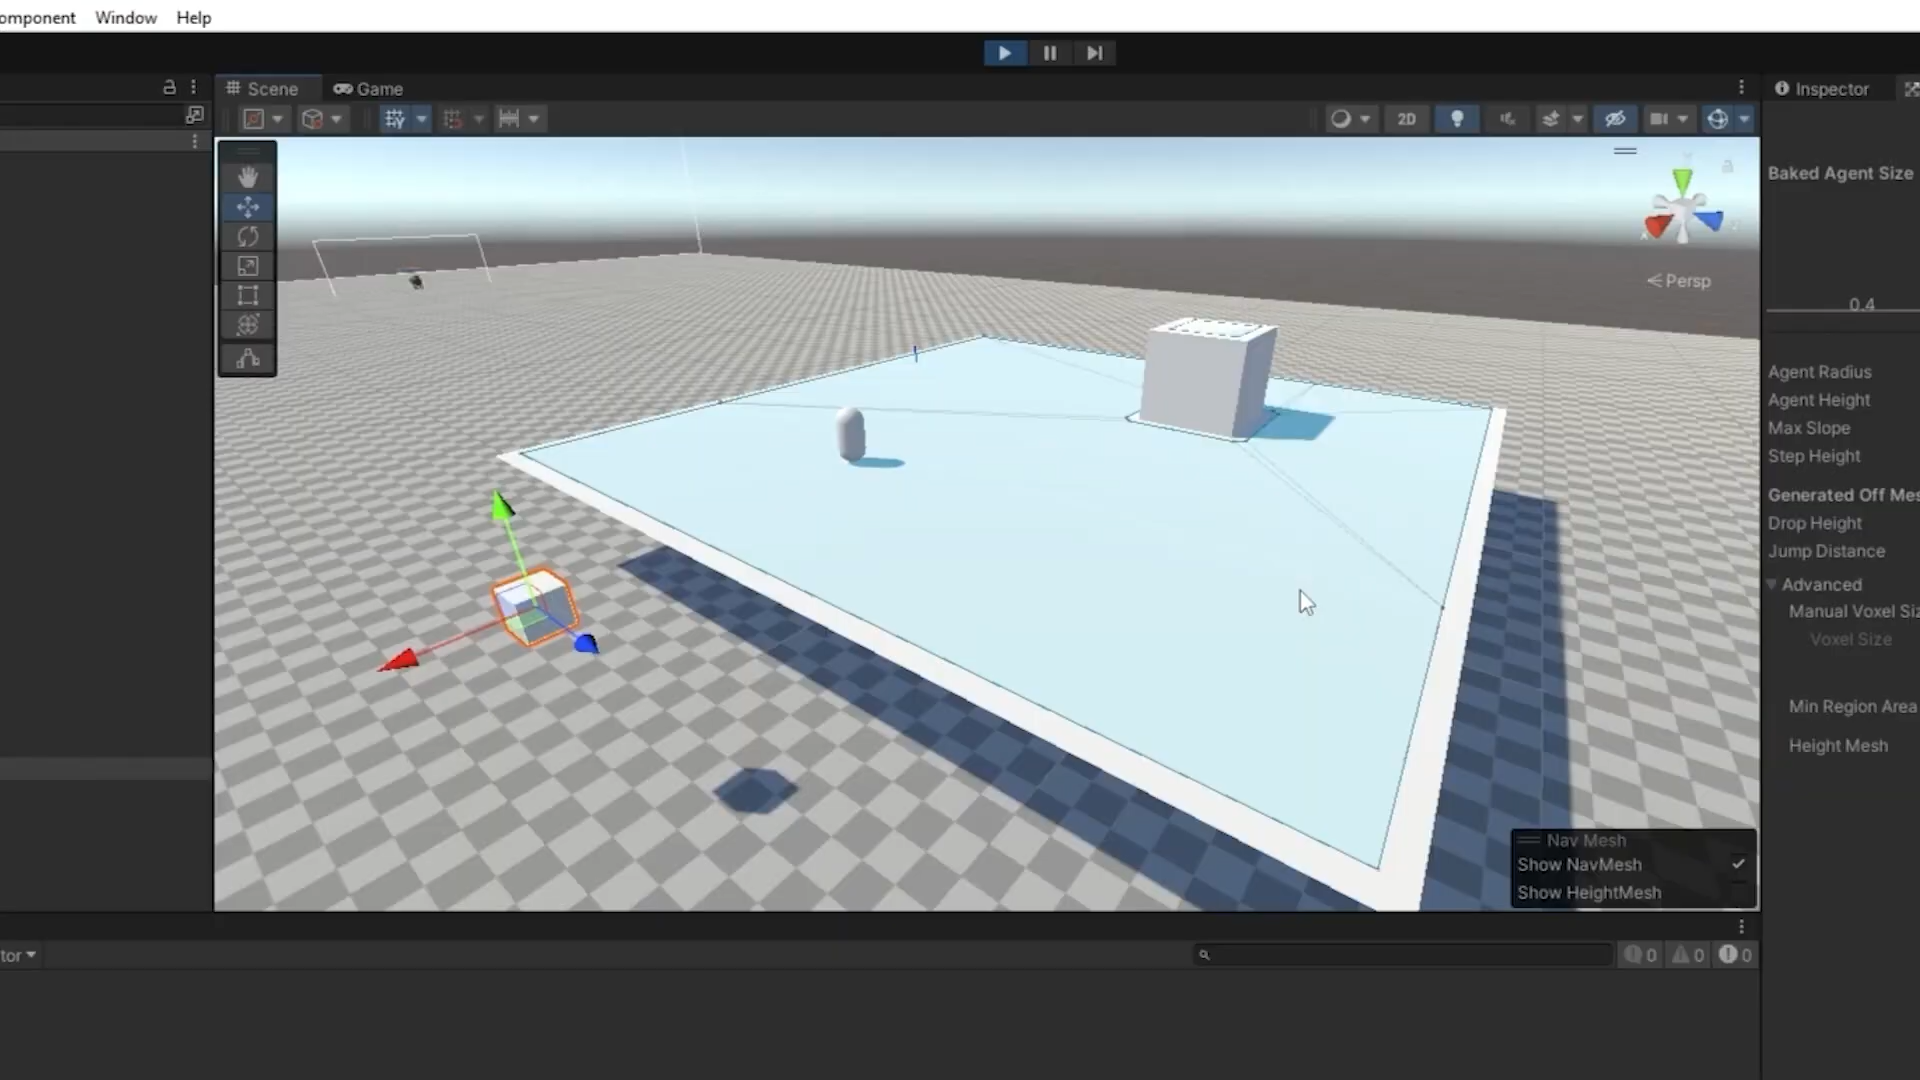 omponent Window Help
Scene Game
Inspector
2D
Baked Agent Size
Persp
0.4
Agent Radius
Agent Height
Max Slope
Step Height
Generated Off Mes
Drop Height
Jump Distance
Advanced
Manual Voxel Siz
Voxel Size
Min Region Area
Height Mesh
Nav Mesh
Show NavMesh
Show HeightMesh
tor
0 0 0